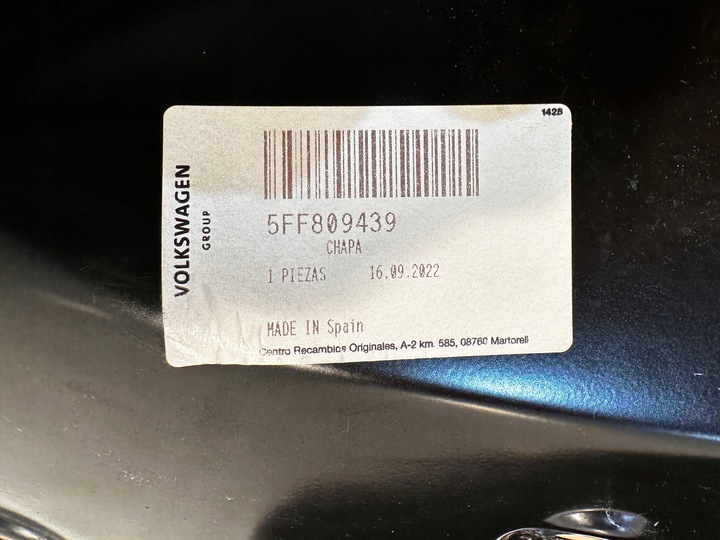 1428
VOLKSWAGEN
GROUP
5FF809439
CHAPA
1 PIEZAS 16.09.2022
MADE IN Spain
Centro Recambios Originales, A-2 km. 585, 08760 Martorell